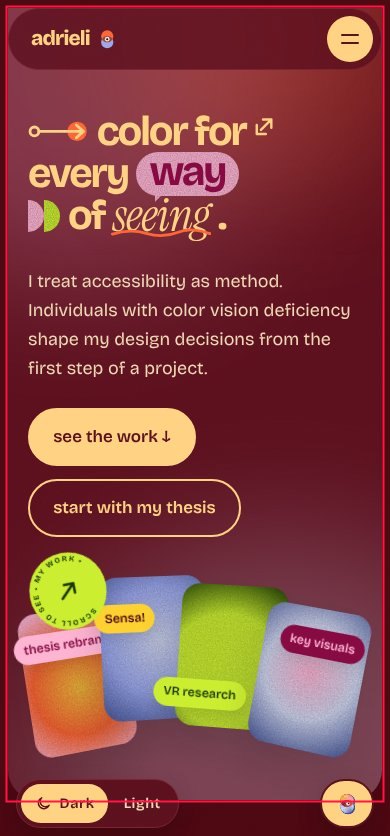 adrieli
color for
every way
of seeing.
I treat accessibility as method.
Individuals with color vision deficiency
shape my design decisions from the
first step of a project.
see the work ↓
start with my thesis
SCROLL TO SEE • MY WORK •
Sensa!
thesis rebran
key visuals
VR research
Dark Light